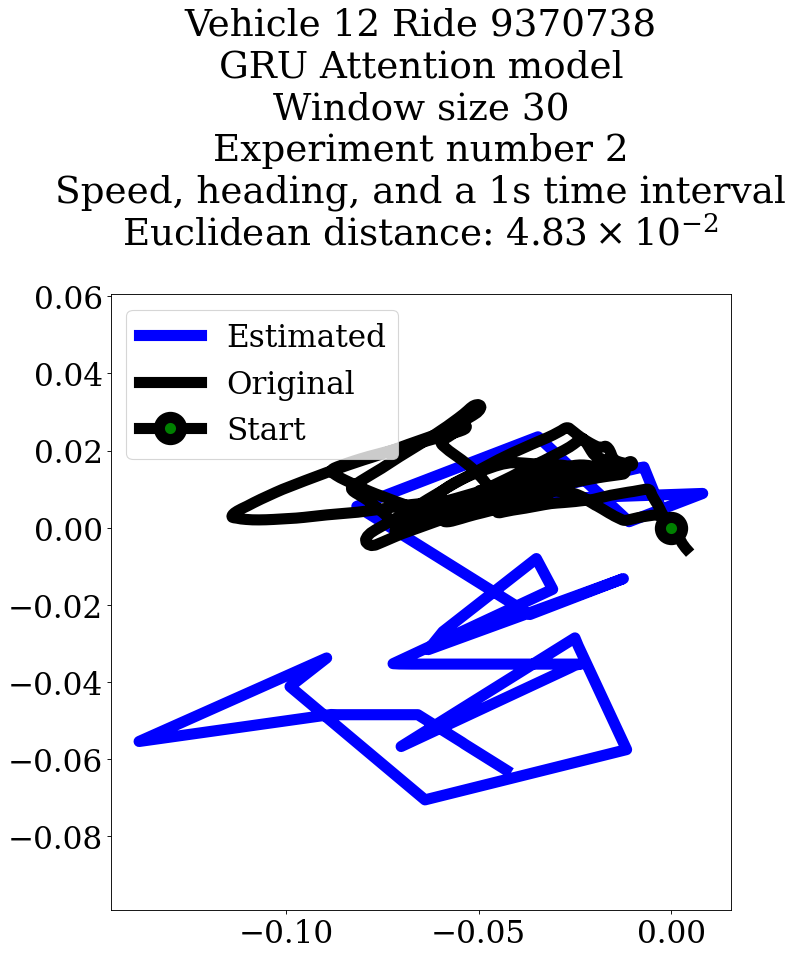 Vehicle 12 Ride 9370738
GRU Attention model
Window size 30
Experiment number 2
Speed, heading, and a 1s time interval
Euclidean distance: 4.83 × 10⁻²
0.06
0.04
0.02
0.00
−0.02
−0.04
−0.06
−0.08
Estimated
Original
Start
−0.10
−0.05
0.00